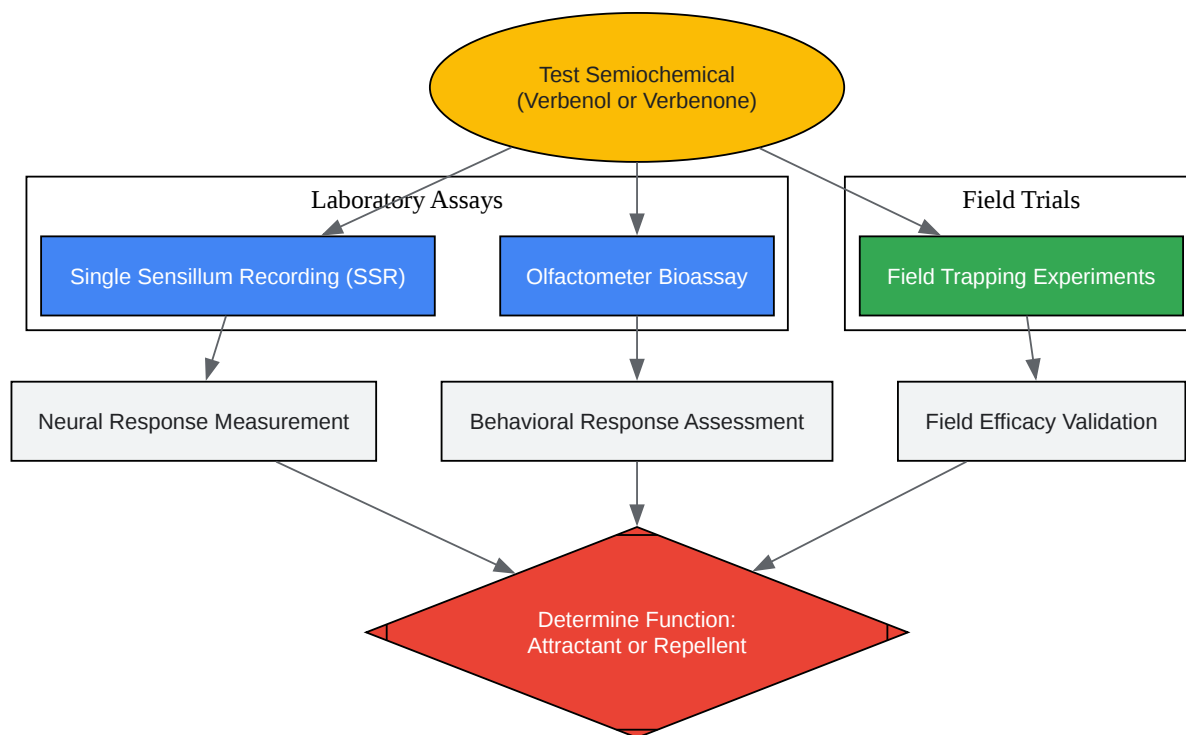 Test Semiochemical
(Verbenol or Verbenone)
Laboratory Assays
Field Trials
Single Sensillum Recording (SSR)
Olfactometer Bioassay
Field Trapping Experiments
Neural Response Measurement
Behavioral Response Assessment
Field Efficacy Validation
Determine Function:
Attractant or Repellent